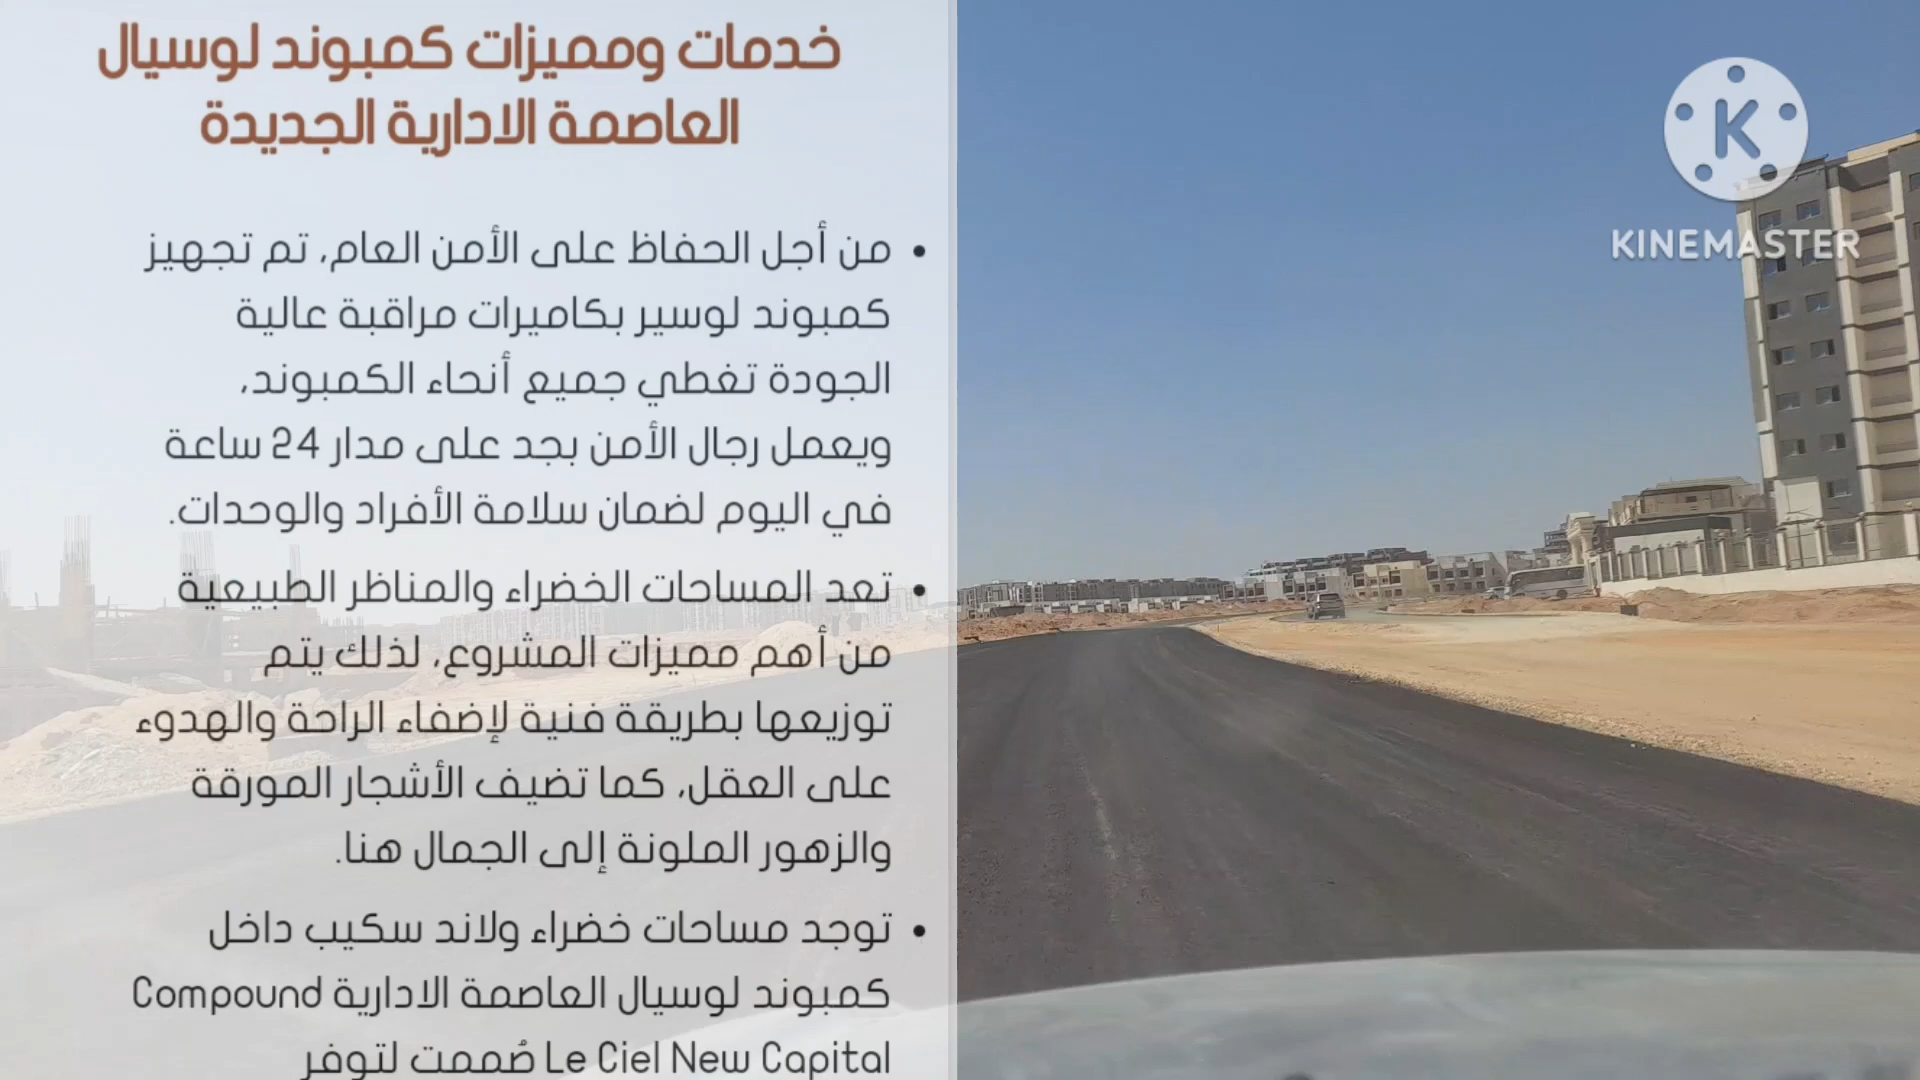 خدمات ومميزات كمبوند لوسيال
العاصمة الادارية الجديدة
• من أجل الحفاظ على الأمن العام، تم تجهيز
كمبوند لوسير بكاميرات مراقبة عالية
الجودة تغطي جميع أنحاء الكمبوند،
ويعمل رجال الأمن بجد على مدار 24 ساعة
في اليوم لضمان سلامة الأفراد والوحدات.
• تعد المساحات الخضراء والمناظر الطبيعية
من أهم مميزات المشروع، لذلك يتم
توزيعها بطريقة فنية لإضفاء الراحة والهدوء
على العقل، كما تضيف الأشجار المورقة
والزهور الملونة إلى الجمال هنا.
• توجد مساحات خضراء ولاند سكيب داخل
كمبوند لوسيال العاصمة الادارية Compound
Le Ciel New Capital صُممت لتوفر
K
KINEMASTER